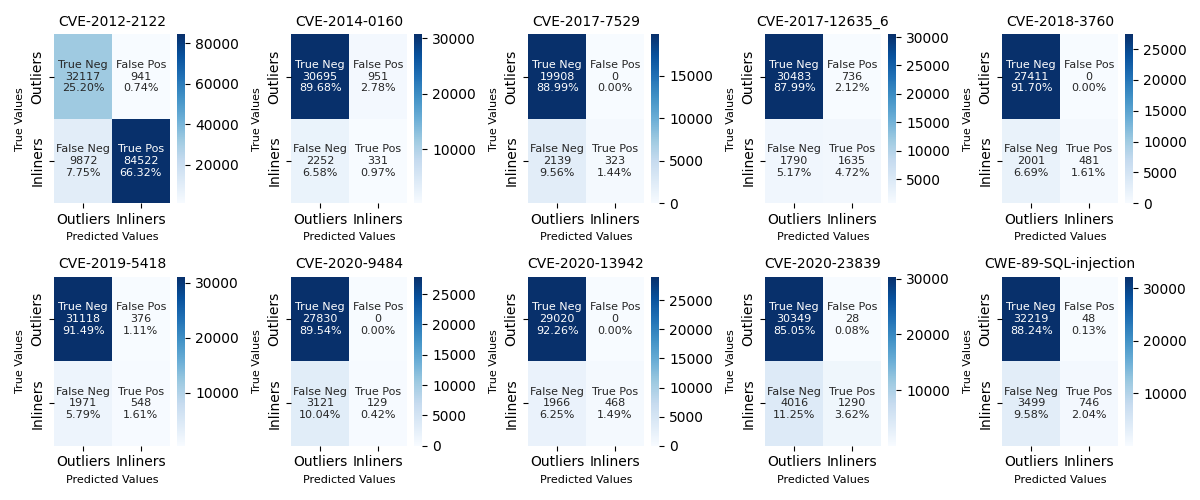 CVE-2012-2122
True Neg
32117
25.20%
False Pos
941
0.74%
False Neg
9872
7.75%
True Pos
84522
66.32%
Outliers
Inliners
True Values
Outliers Inliners
Predicted Values
80000
60000
40000
20000
CVE-2014-0160
True Neg
30695
89.68%
False Pos
951
2.78%
False Neg
2252
6.58%
True Pos
331
0.97%
Outliers
Inliners
True Values
Outliers Inliners
Predicted Values
30000
20000
10000
CVE-2017-7529
True Neg
19908
88.99%
False Pos
0
0.00%
False Neg
2139
9.56%
True Pos
323
1.44%
Outliers
Inliners
True Values
Outliers Inliners
Predicted Values
15000
10000
5000
0
CVE-2017-12635_6
True Neg
30483
87.99%
False Pos
736
2.12%
False Neg
1790
5.17%
True Pos
1635
4.72%
Outliers
Inliners
True Values
Outliers Inliners
Predicted Values
30000
25000
20000
15000
10000
5000
CVE-2018-3760
True Neg
27411
91.70%
False Pos
0
0.00%
False Neg
2001
6.69%
True Pos
481
1.61%
Outliers
Inliners
True Values
Outliers Inliners
Predicted Values
25000
20000
15000
10000
5000
0
CVE-2019-5418
True Neg
31118
91.49%
False Pos
376
1.11%
False Neg
1971
5.79%
True Pos
548
1.61%
Outliers
Inliners
True Values
Outliers Inliners
Predicted Values
30000
20000
10000
CVE-2020-9484
True Neg
27830
89.54%
False Pos
0
0.00%
False Neg
3121
10.04%
True Pos
129
0.42%
Outliers
Inliners
True Values
Outliers Inliners
Predicted Values
25000
20000
15000
10000
5000
0
CVE-2020-13942
True Neg
29020
92.26%
False Pos
0
0.00%
False Neg
1966
6.25%
True Pos
468
1.49%
Outliers
Inliners
True Values
Outliers Inliners
Predicted Values
25000
20000
15000
10000
5000
0
CVE-2020-23839
True Neg
30349
85.05%
False Pos
28
0.08%
False Neg
4016
11.25%
True Pos
1290
3.62%
Outliers
Inliners
True Values
Outliers Inliners
Predicted Values
30000
20000
10000
CWE-89-SQL-injection
True Neg
32219
88.24%
False Pos
48
0.13%
False Neg
3499
9.58%
True Pos
746
2.04%
Outliers
Inliners
True Values
Outliers Inliners
Predicted Values
30000
20000
10000